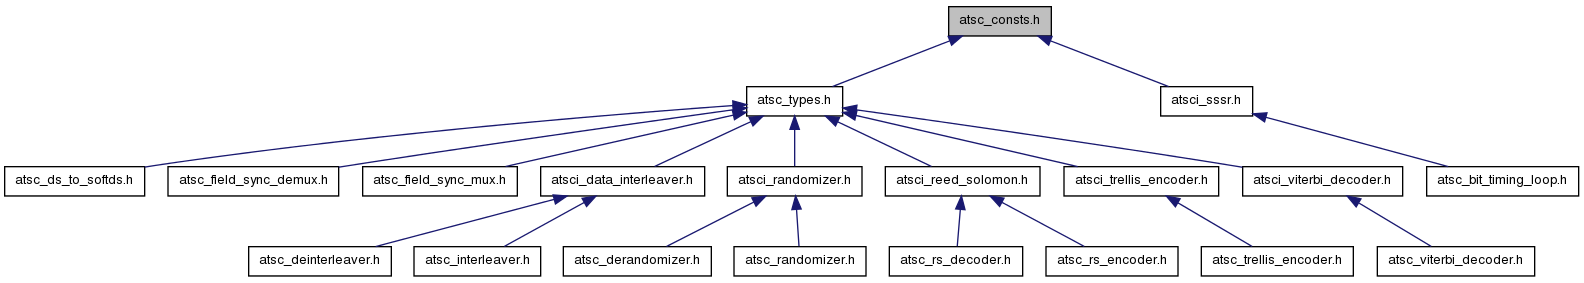 atsc_consts.h
atsc_types.h
atsci_sssr.h
atsc_ds_to_softds.h
atsc_field_sync_demux.h
atsc_field_sync_mux.h
atsci_data_interleaver.h
atsci_randomizer.h
atsci_reed_solomon.h
atsci_trellis_encoder.h
atsci_viterbi_decoder.h
atsc_bit_timing_loop.h
atsc_deinterleaver.h
atsc_interleaver.h
atsc_derandomizer.h
atsc_randomizer.h
atsc_rs_decoder.h
atsc_rs_encoder.h
atsc_trellis_encoder.h
atsc_viterbi_decoder.h